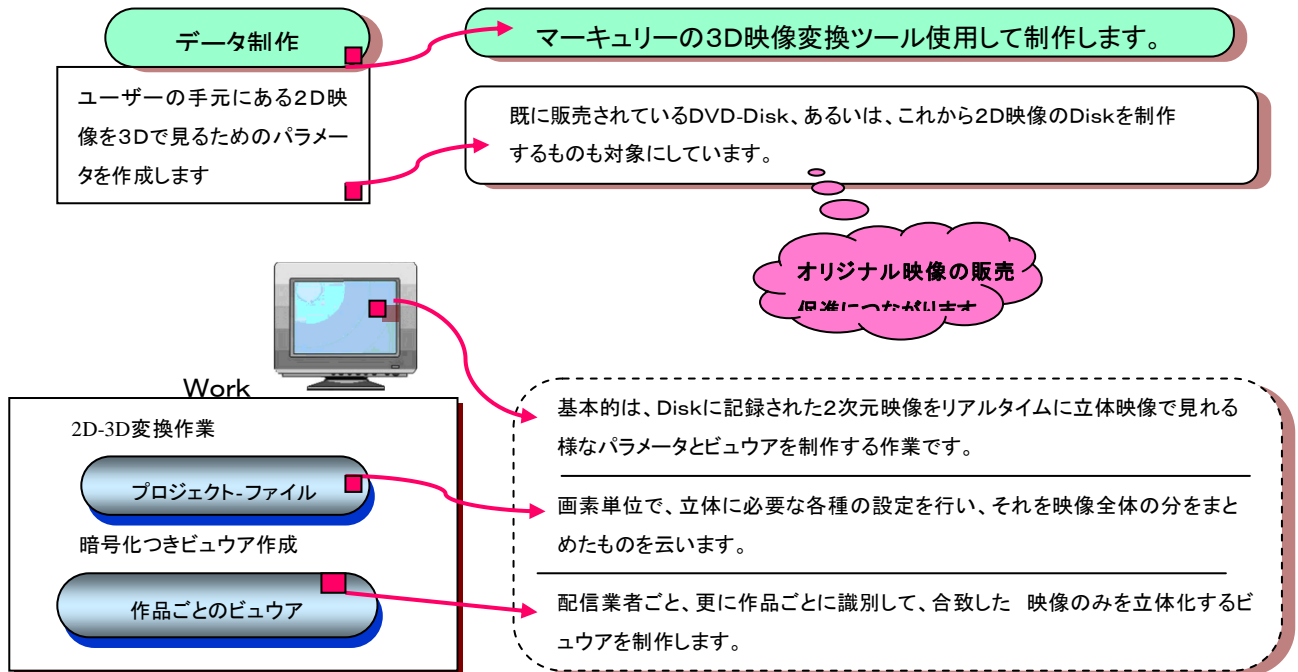 データ制作
マーキュリーの3D映像変換ツール使用して制作します。
ユーザーの手元にある2D映
像を3Dで見るためのパラメー
タを作成します
既に販売されているDVD-Disk、あるいは、これから2D映像のDiskを制作
するものも対象にしています。
オリジナル映像の販売
促進につながります
Work
2D-3D変換作業
プロジェクト-ファイル
暗号化つきビュウア作成
作品ごとのビュウア
基本的は、Diskに記録された2次元映像をリアルタイムに立体映像で見れる
様なパラメータとビュウアを制作する作業です。
画素単位で、立体に必要な各種の設定を行い、それを映像全体の分をまと
めたものを云います。
配信業者ごと、更に作品ごとに識別して、合致した 映像のみを立体化するビ
ュウアを制作します。